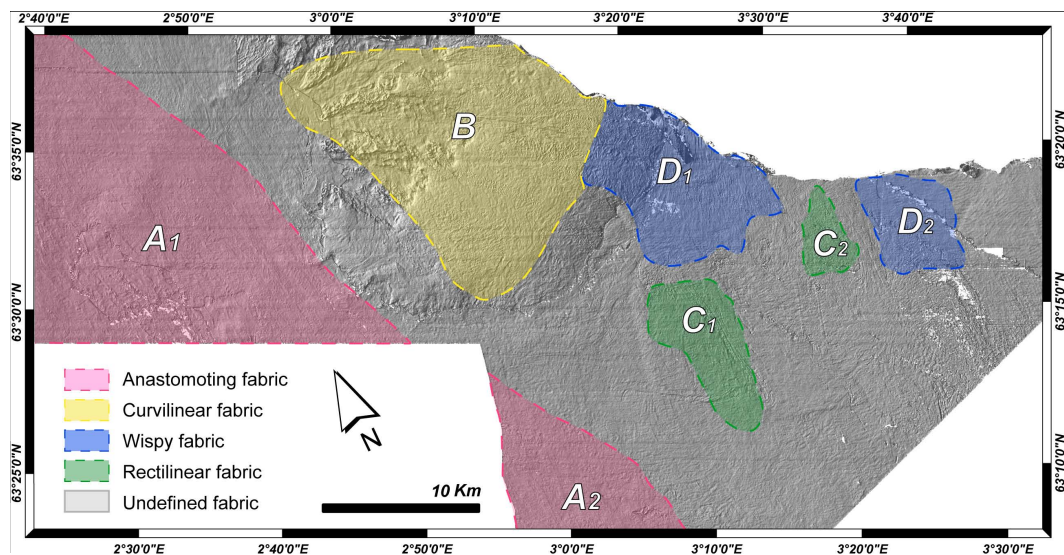 2°40'0"E 2°50'0"E 3°0'0"E 3°10'0"E 3°20'0"E 3°30'0"E 3°40'0"E
63°35'0"N
63°30'0"N
63°25'0"N
63°20'0"N
63°15'0"N
63°10'0"N
B
D1
A1
C2
D2
C1
A2
Anastomoting fabric
Curvilinear fabric
Wispy fabric
Rectilinear fabric
Undefined fabric
N
10 Km
2°30'0"E 2°40'0"E 2°50'0"E 3°0'0"E 3°10'0"E 3°20'0"E